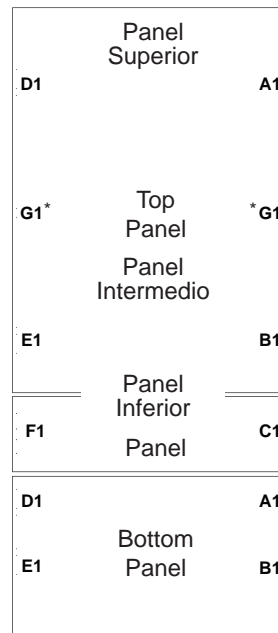 Panel
Superior
D1 A1
Top
G1* *G1
Panel
Panel
Intermedio
E1 B1
Panel
Inferior
F1 C1
Panel
D1 A1
Bottom
E1 Panel B1